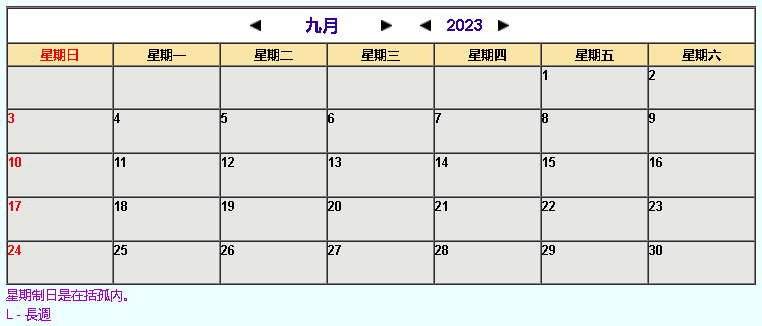 九月 2023
星期日 星期一 星期二 星期三 星期四 星期五 星期六
1 2
3 4 5 6 7 8 9
10 11 12 13 14 15 16
17 18 19 20 21 22 23
24 25 26 27 28 29 30
星期制日是在括孤內。
L - 長週